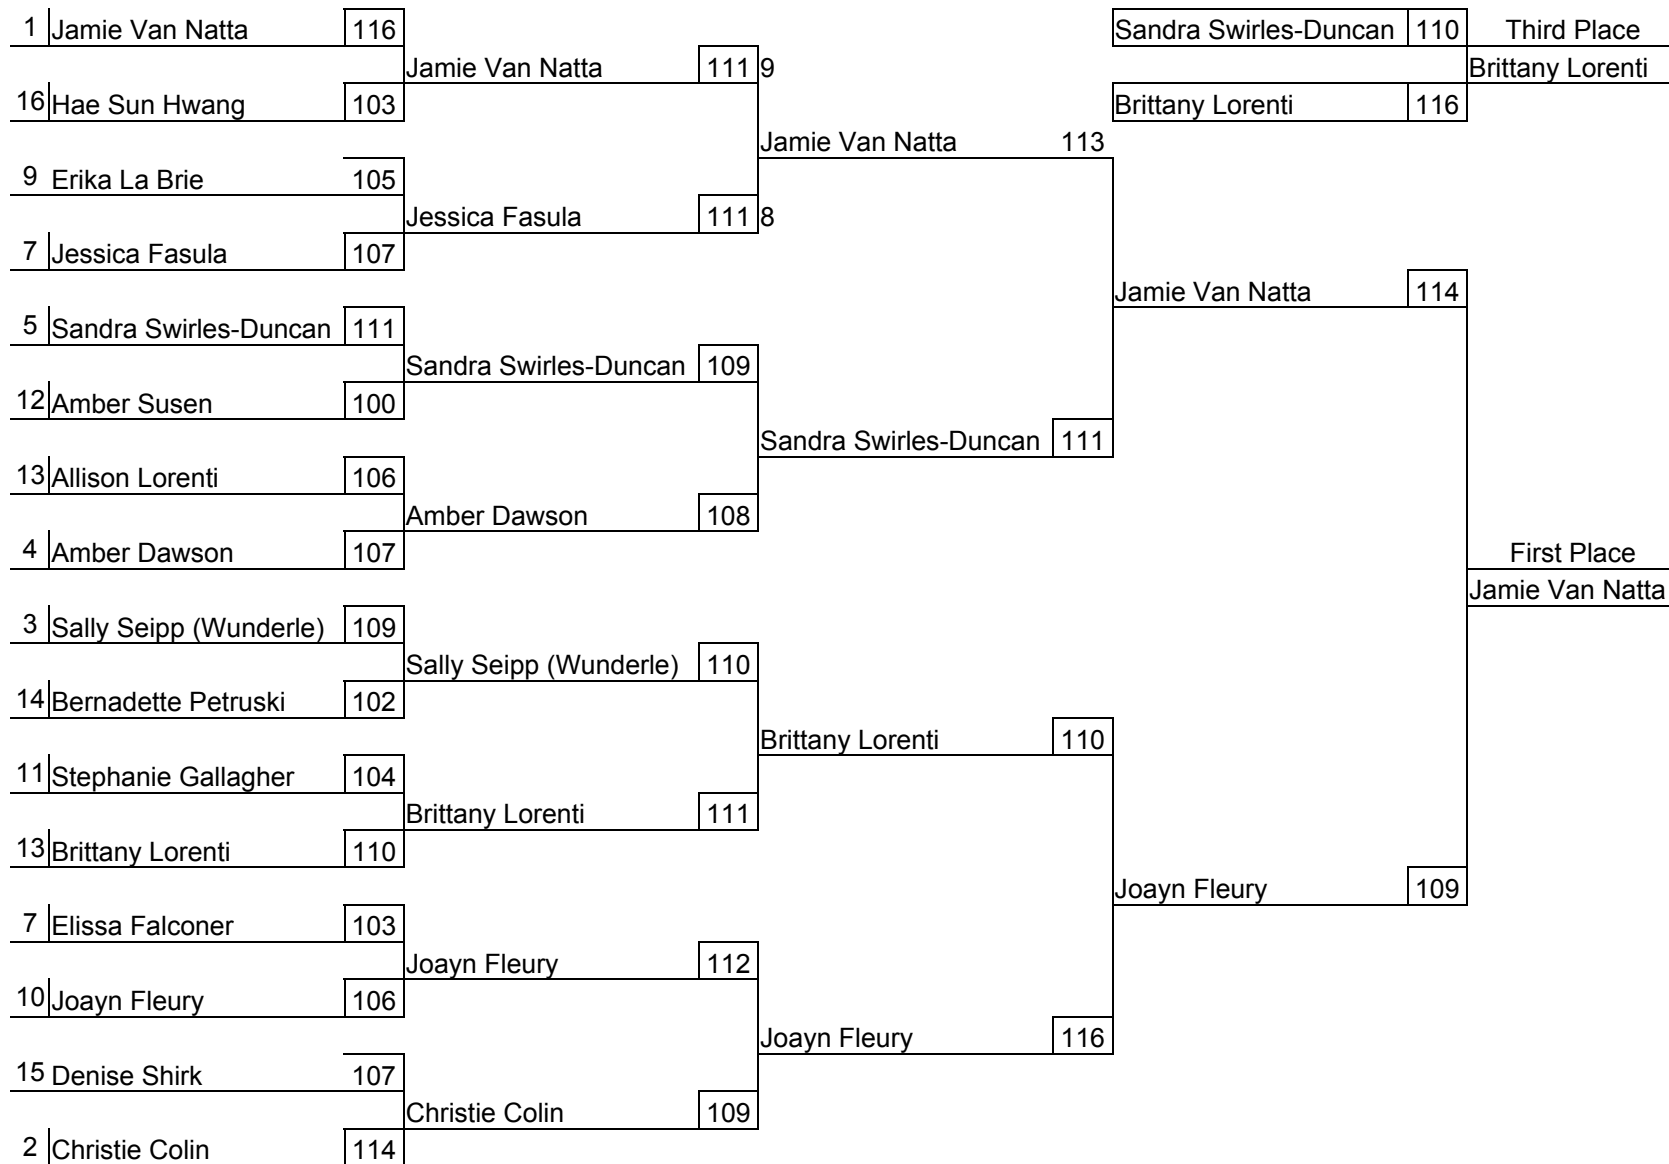 1 Jamie Van Natta 116 Sandra Swirles-Duncan 110 Third Place
Jamie Van Natta 111 9 Brittany Lorenti
16 Hae Sun Hwang 103 Brittany Lorenti 116
Jamie Van Natta 113
9 Erika La Brie 105
Jessica Fasula 111 8
7 Jessica Fasula 107
Jamie Van Natta 114
5 Sandra Swirles-Duncan 111
Sandra Swirles-Duncan 109
12 Amber Susen 100
Sandra Swirles-Duncan 111
13 Allison Lorenti 106
Amber Dawson 108
4 Amber Dawson 107 First Place
Jamie Van Natta
3 Sally Seipp (Wunderle) 109
Sally Seipp (Wunderle) 110
14 Bernadette Petruski 102
Brittany Lorenti 110
11 Stephanie Gallagher 104
Brittany Lorenti 111
13 Brittany Lorenti 110
Joayn Fleury 109
7 Elissa Falconer 103
Joayn Fleury 112
10 Joayn Fleury 106
Joayn Fleury 116
15 Denise Shirk 107
Christie Colin 109
2 Christie Colin 114